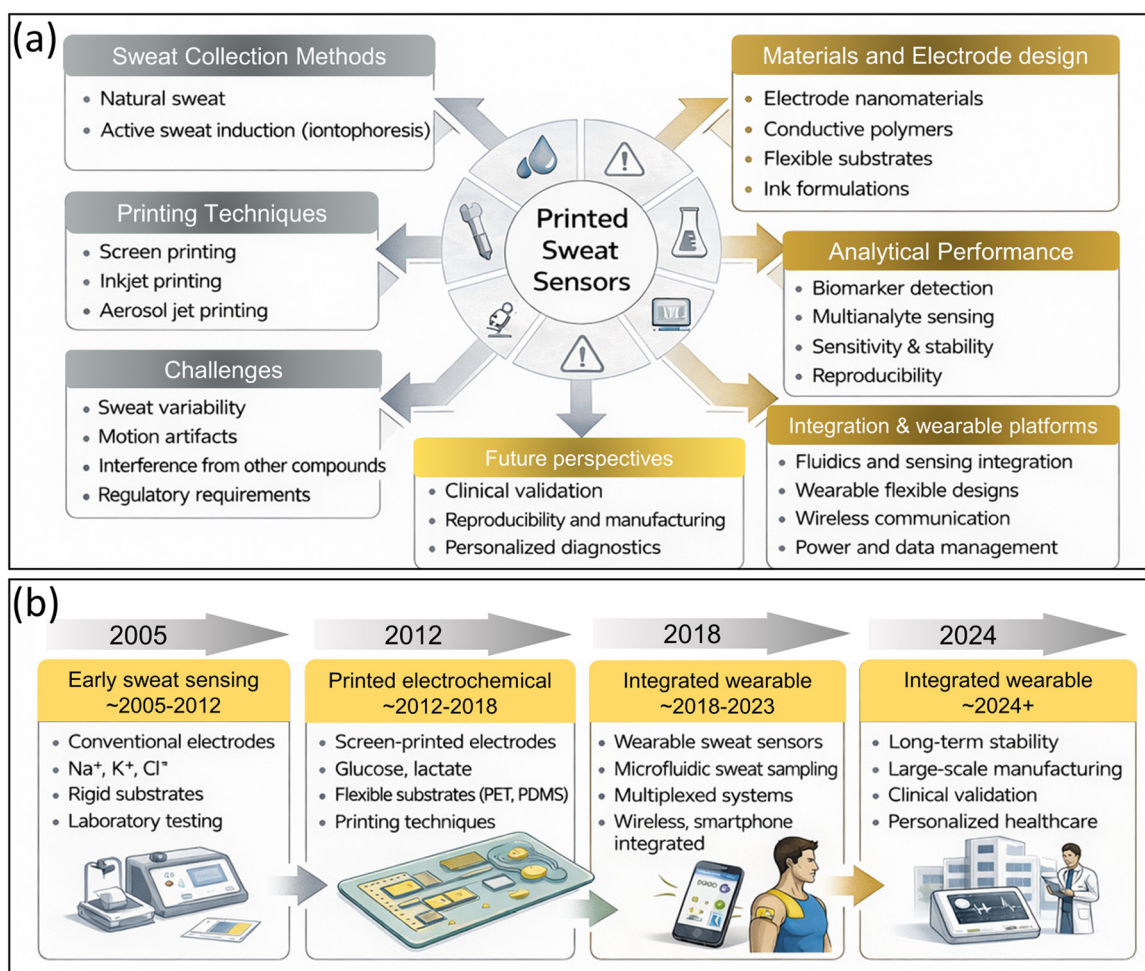 (a)
Sweat Collection Methods
• Natural sweat
• Active sweat induction (iontophoresis)
Printing Techniques
• Screen printing
• Inkjet printing
• Aerosol jet printing
Challenges
• Sweat variability
• Motion artifacts
• Interference from other compounds
• Regulatory requirements
Printed
Sweat
Sensors
Future perspectives
• Clinical validation
• Reproducibility and manufacturing
• Personalized diagnostics
Materials and Electrode design
• Electrode nanomaterials
• Conductive polymers
• Flexible substrates
• Ink formulations
Analytical Performance
• Biomarker detection
• Multianalyte sensing
• Sensitivity & stability
• Reproducibility
Integration & wearable platforms
• Fluidics and sensing integration
• Wearable flexible designs
• Wireless communication
• Power and data management
(b)
2005
Early sweat sensing
~2005-2012
• Conventional electrodes
• Na⁺, K⁺, Cl⁻
• Rigid substrates
• Laboratory testing
2012
Printed electrochemical
~2012-2018
• Screen-printed electrodes
• Glucose, lactate
• Flexible substrates (PET, PDMS)
• Printing techniques
2018
Integrated wearable
~2018-2023
• Wearable sweat sensors
• Microfluidic sweat sampling
• Multiplexed systems
• Wireless, smartphone
integrated
2024
Integrated wearable
~2024+
• Long-term stability
• Large-scale manufacturing
• Clinical validation
• Personalized healthcare